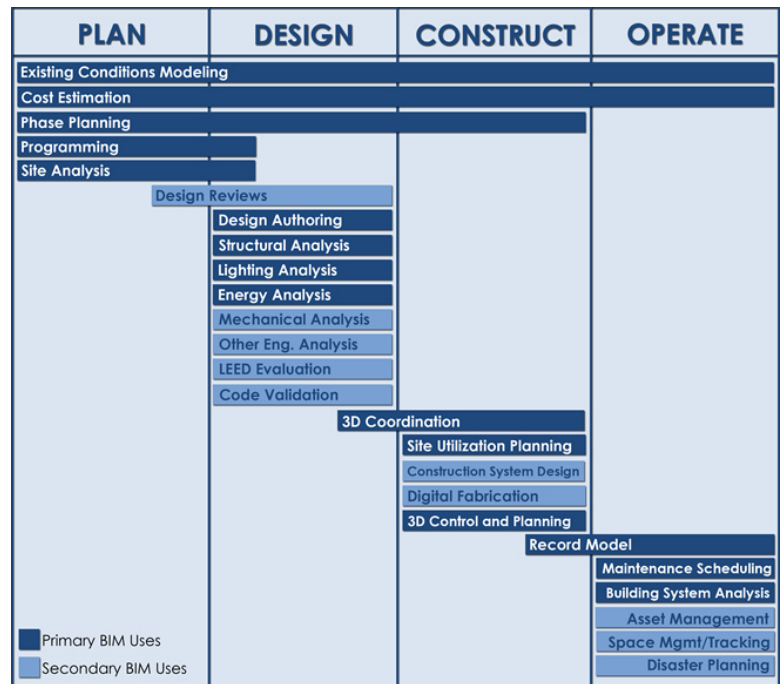 PLAN DESIGN CONSTRUCT OPERATE
Existing Conditions Modeling
Cost Estimation
Phase Planning
Programming
Site Analysis
Design Reviews
Design Authoring
Structural Analysis
Lighting Analysis
Energy Analysis
Mechanical Analysis
Other Eng. Analysis
LEED Evaluation
Code Validation
3D Coordination
Site Utilization Planning
Construction System Design
Digital Fabrication
3D Control and Planning
Record Model
Maintenance Scheduling
Building System Analysis
Asset Management
Space Mgmt/Tracking
Disaster Planning
Primary BIM Uses
Secondary BIM Uses